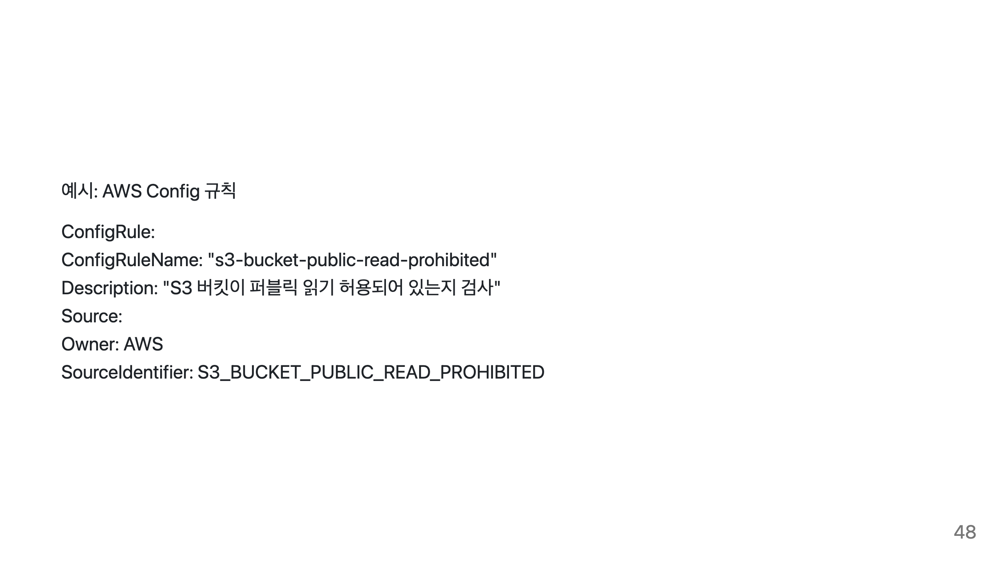 예시: AWS Config 규칙
ConfigRule:
ConfigRuleName: "s3-bucket-public-read-prohibited"
Description: "S3 버킷이 퍼블릭 읽기 허용되어 있는지 검사"
Source:
Owner: AWS
SourceIdentifier: S3_BUCKET_PUBLIC_READ_PROHIBITED
48